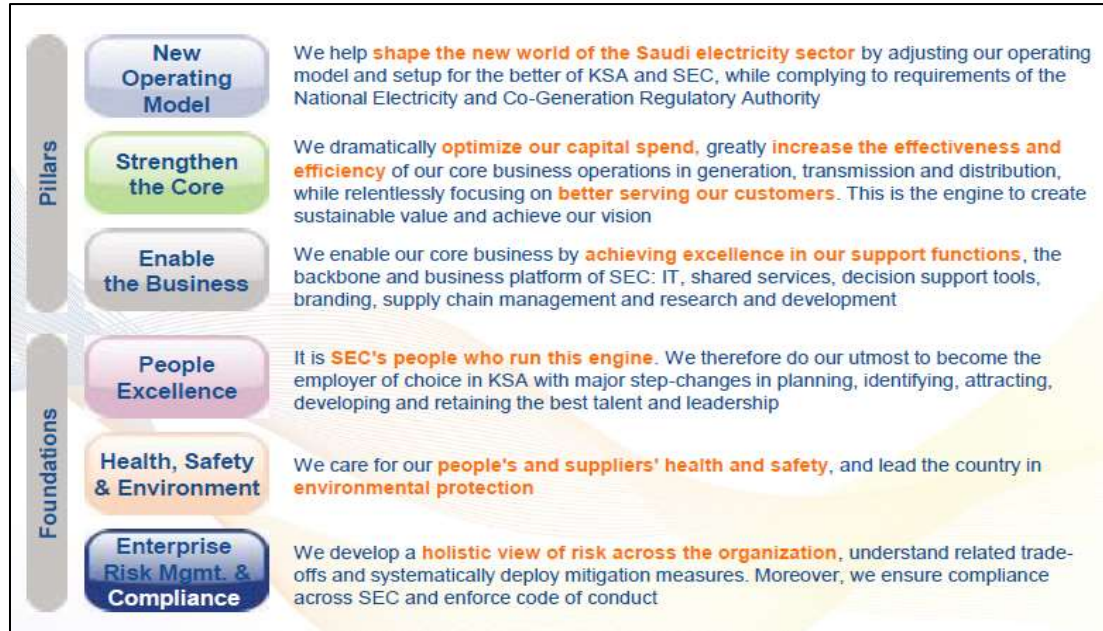 Pillars
New
Operating
Model
We help shape the new world of the Saudi electricity sector by adjusting our operating
model and setup for the better of KSA and SEC, while complying to requirements of the
National Electricity and Co-Generation Regulatory Authority
Strengthen
the Core
We dramatically optimize our capital spend, greatly increase the effectiveness and
efficiency of our core business operations in generation, transmission and distribution,
while relentlessly focusing on better serving our customers. This is the engine to create
sustainable value and achieve our vision
Enable
the Business
We enable our core business by achieving excellence in our support functions, the
backbone and business platform of SEC: IT, shared services, decision support tools,
branding, supply chain management and research and development
Foundations
People
Excellence
It is SEC's people who run this engine. We therefore do our utmost to become the
employer of choice in KSA with major step-changes in planning, identifying, attracting,
developing and retaining the best talent and leadership
Health, Safety
& Environment
We care for our people's and suppliers' health and safety, and lead the country in
environmental protection
Enterprise
Risk Mgmt. &
Compliance
We develop a holistic view of risk across the organization, understand related trade-
offs and systematically deploy mitigation measures. Moreover, we ensure compliance
across SEC and enforce code of conduct